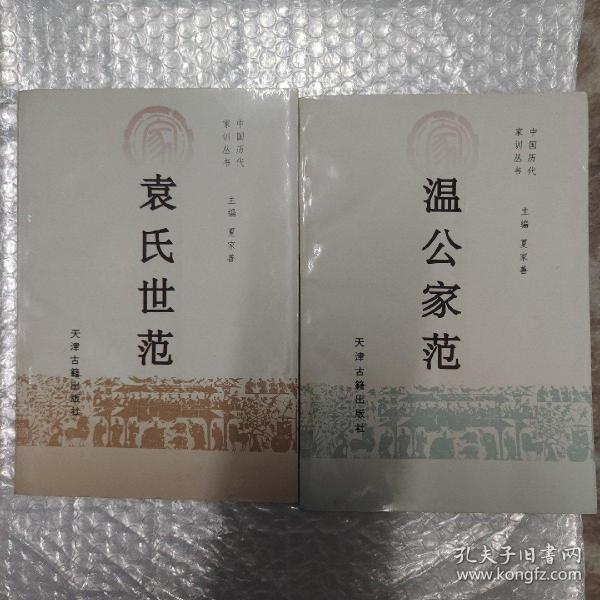 中国历代
家训丛书
主编 夏家善
袁氏世范
天津古籍出版社
中国历代
家训丛书
主编 夏家善
温公家范
天津古籍出版社
孔夫子旧书网
www.kongfz.com